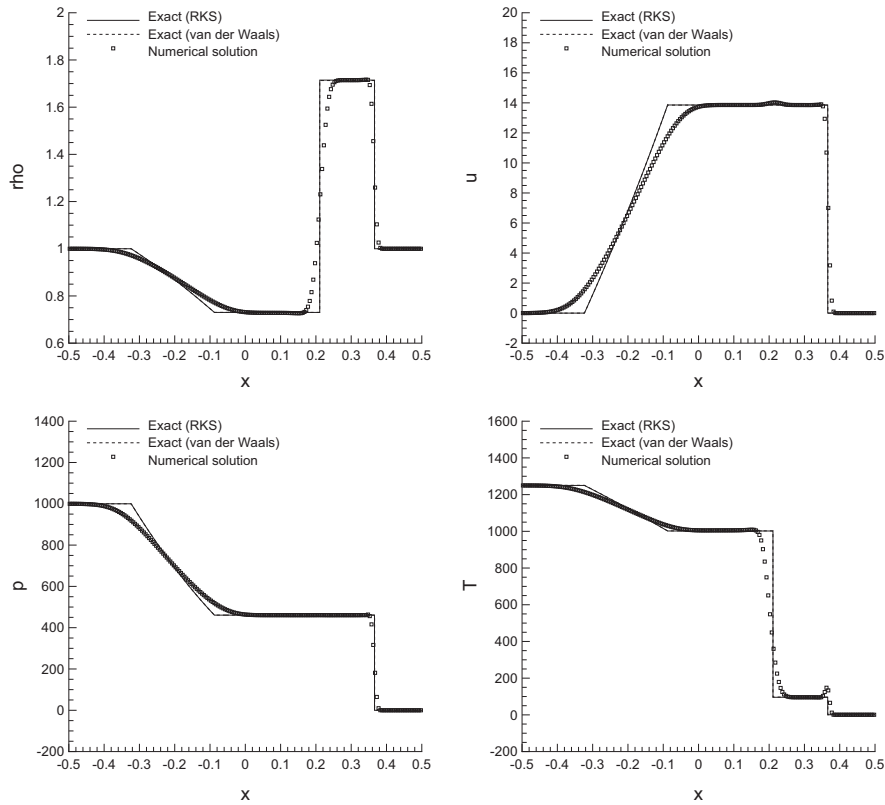 Exact (RKS)
Exact (van der Waals)
Numerical solution
2
1.8
1.6
1.4
1.2
1
0.8
0.6
rho
-0.5 -0.4 -0.3 -0.2 -0.1 0 0.1 0.2 0.3 0.4 0.5
x
Exact (RKS)
Exact (van der Waals)
Numerical solution
20
18
16
14
12
10
8
6
4
2
0
-2
u
-0.5 -0.4 -0.3 -0.2 -0.1 0 0.1 0.2 0.3 0.4 0.5
x
Exact (RKS)
Exact (van der Waals)
Numerical solution
1400
1200
1000
800
600
400
200
0
-200
p
-0.5 -0.4 -0.3 -0.2 -0.1 0 0.1 0.2 0.3 0.4 0.5
x
Exact (RKS)
Exact (van der Waals)
Numerical solution
1600
1400
1200
1000
800
600
400
200
0
-200
T
-0.5 -0.4 -0.3 -0.2 -0.1 0 0.1 0.2 0.3 0.4 0.5
x